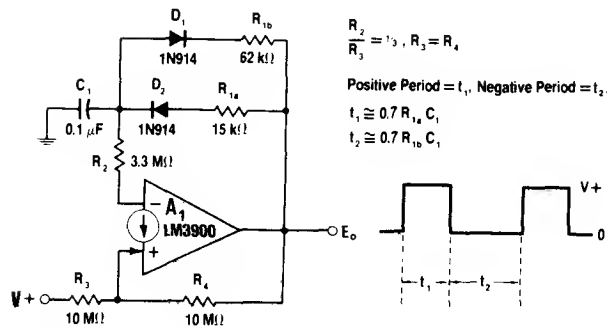 D1
R1b
1N914
62 kΩ
C1
D2
R1a
0.1 μF
1N914
15 kΩ
R2
3.3 MΩ
A1
LM3900
−
+
Eo
R3
R4
V+
10 MΩ
10 MΩ
R2/R3 = 1/3, R3 = R4
Positive Period = t1, Negative Period = t2.
t1 ≅ 0.7 R1a C1
t2 ≅ 0.7 R1b C1
V+
0
t1
t2